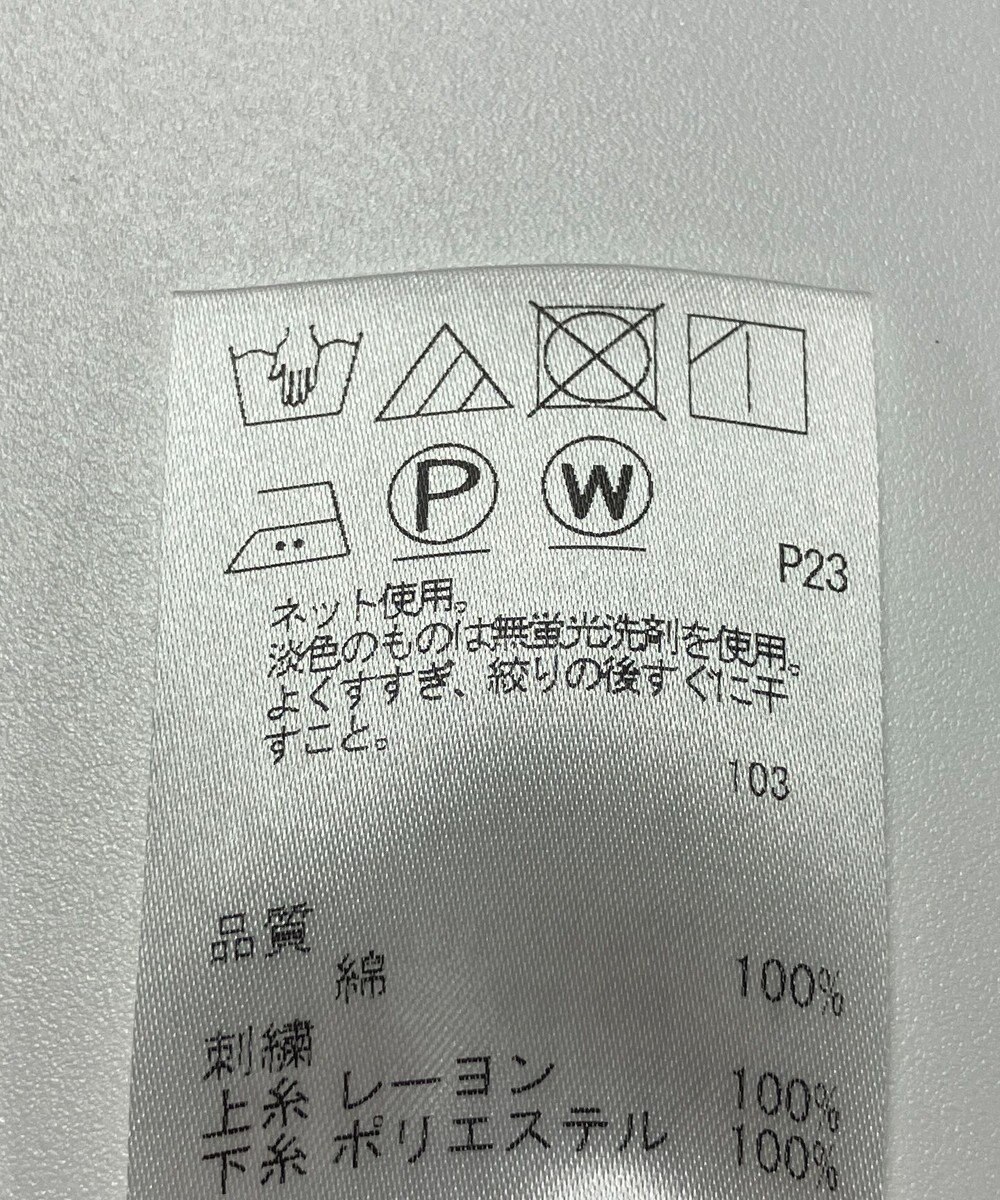 P W
P23
ネット使用。
淡色のものは無蛍光洗剤を使用。
よくすすぎ、絞りの後すぐに干
すこと。
103
品質
綿 100%
刺繍
上糸 レーヨン 100%
下糸 ポリエステル 100%